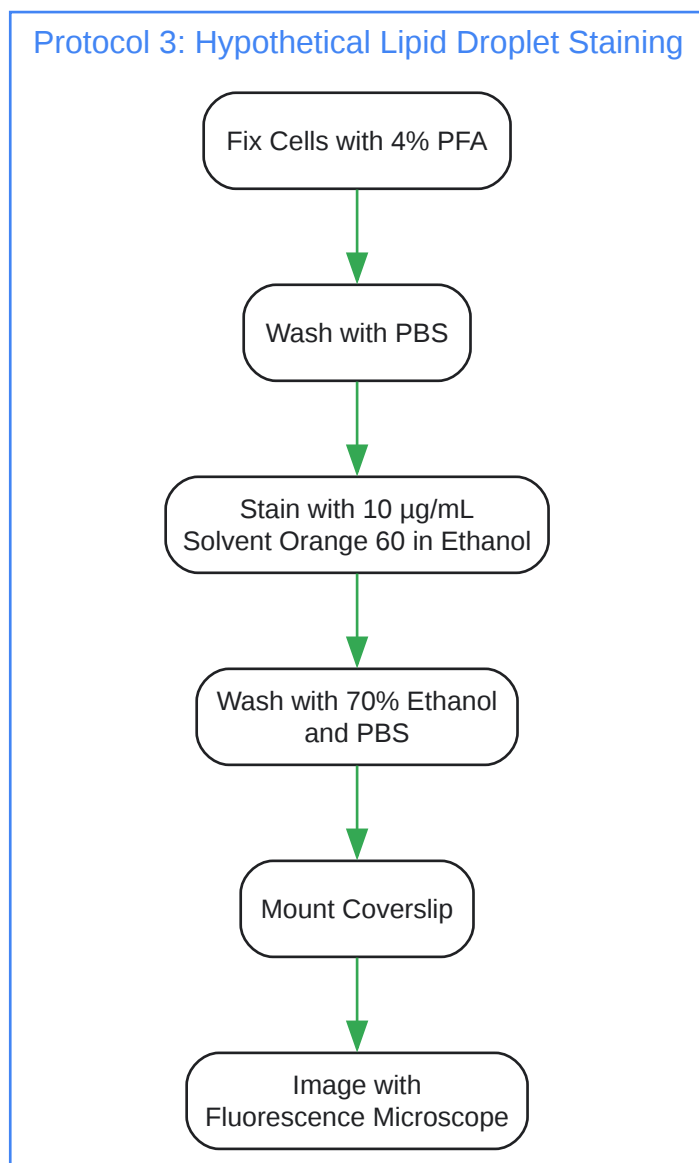 Protocol 3: Hypothetical Lipid Droplet Staining
Fix Cells with 4% PFA
Wash with PBS
Stain with 10 µg/mL
Solvent Orange 60 in Ethanol
Wash with 70% Ethanol
and PBS
Mount Coverslip
Image with
Fluorescence Microscope